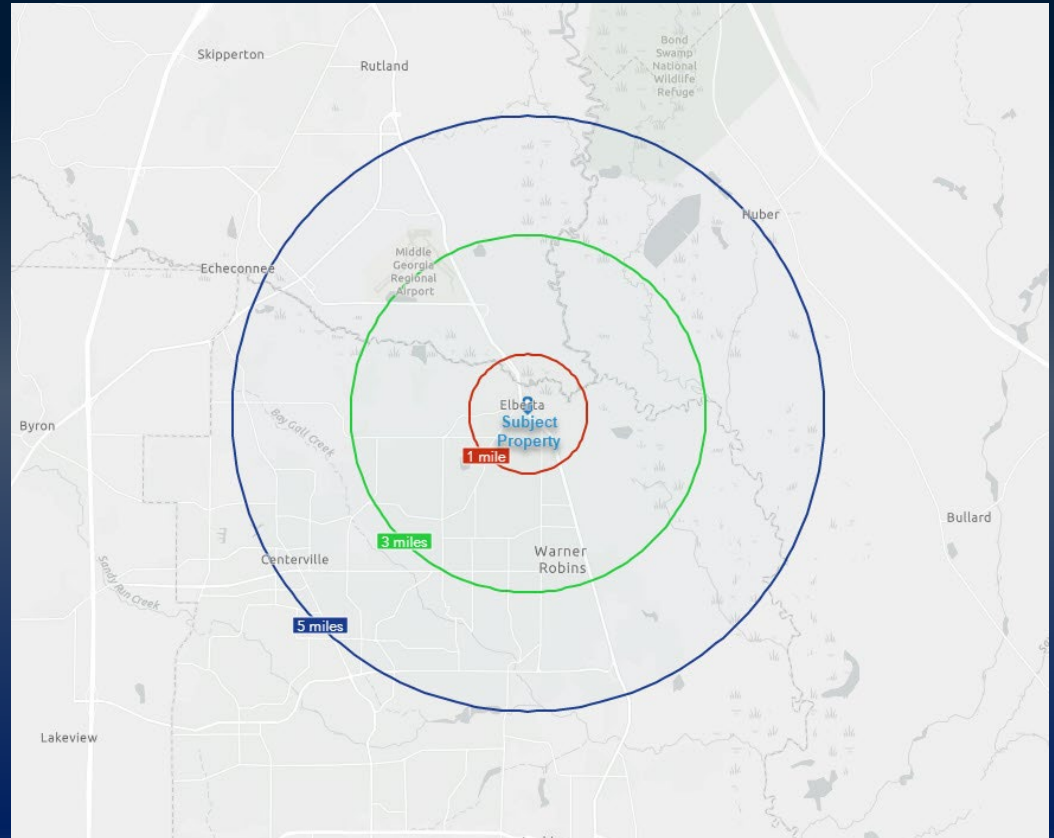 Skipperton
Rutland
Bond
Swamp
National
Wildlife
Refuge
Huber
Middle
Georgia
Regional
Airport
Echeconnee
Elberta
Subject
Property
1 mile
Byron
Bay Gall Creek
3 miles
Warner
Robins
Centerville
Bullard
Sandy Run Creek
5 miles
Lakeview